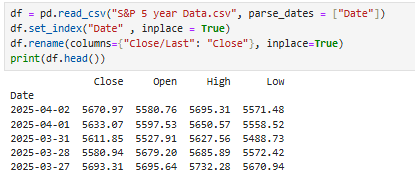 df = pd.read_csv("S&P 5 year Data.csv", parse_dates = ["Date"])
df.set_index("Date" , inplace = True)
df.rename(columns={"Close/Last": "Close"}, inplace=True)
print(df.head())
Close Open High Low
Date
2025-04-02 5670.97 5580.76 5695.31 5571.48
2025-04-01 5633.07 5597.53 5650.57 5558.52
2025-03-31 5611.85 5527.91 5627.56 5488.73
2025-03-28 5580.94 5679.20 5685.89 5572.42
2025-03-27 5693.31 5695.64 5732.28 5670.94